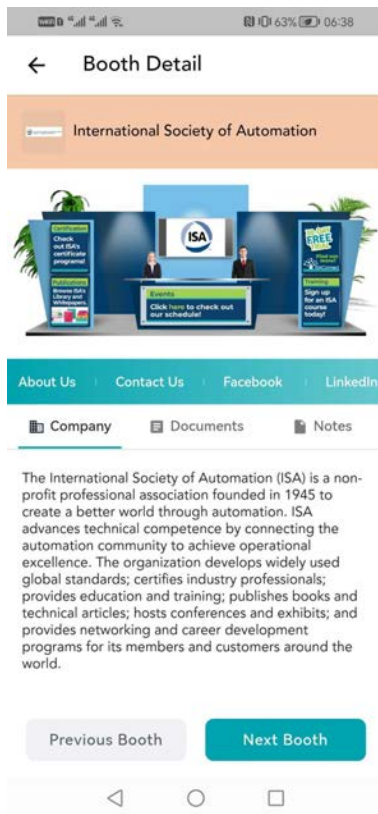 63% 06:38
Booth Detail
International Society of Automation
Certification
Check
out ISA's
certificate
programs!
Publications
Browse ISA's
Library and
Whitepapers.
ISA
Events
Click here to check out
our schedule!
FREE
Training
Sign up
for an ISA
course
today!
About Us Contact Us Facebook LinkedIn
Company Documents Notes
The International Society of Automation (ISA) is a non-
profit professional association founded in 1945 to
create a better world through automation. ISA
advances technical competence by connecting the
automation community to achieve operational
excellence. The organization develops widely used
global standards; certifies industry professionals;
provides education and training; publishes books and
technical articles; hosts conferences and exhibits; and
provides networking and career development
programs for its members and customers around the
world.
Previous Booth Next Booth